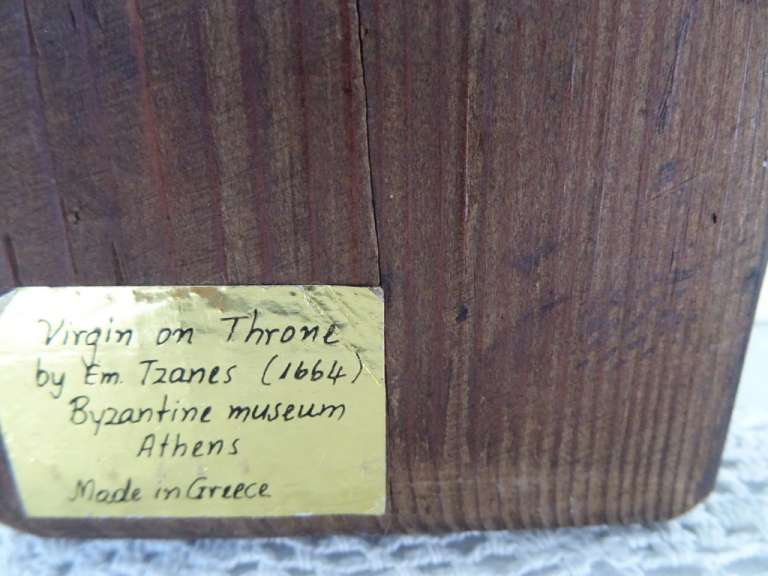 Virgin on Throne
by Em. Tzanes (1664)
Byzantine museum
Athens
Made in Greece